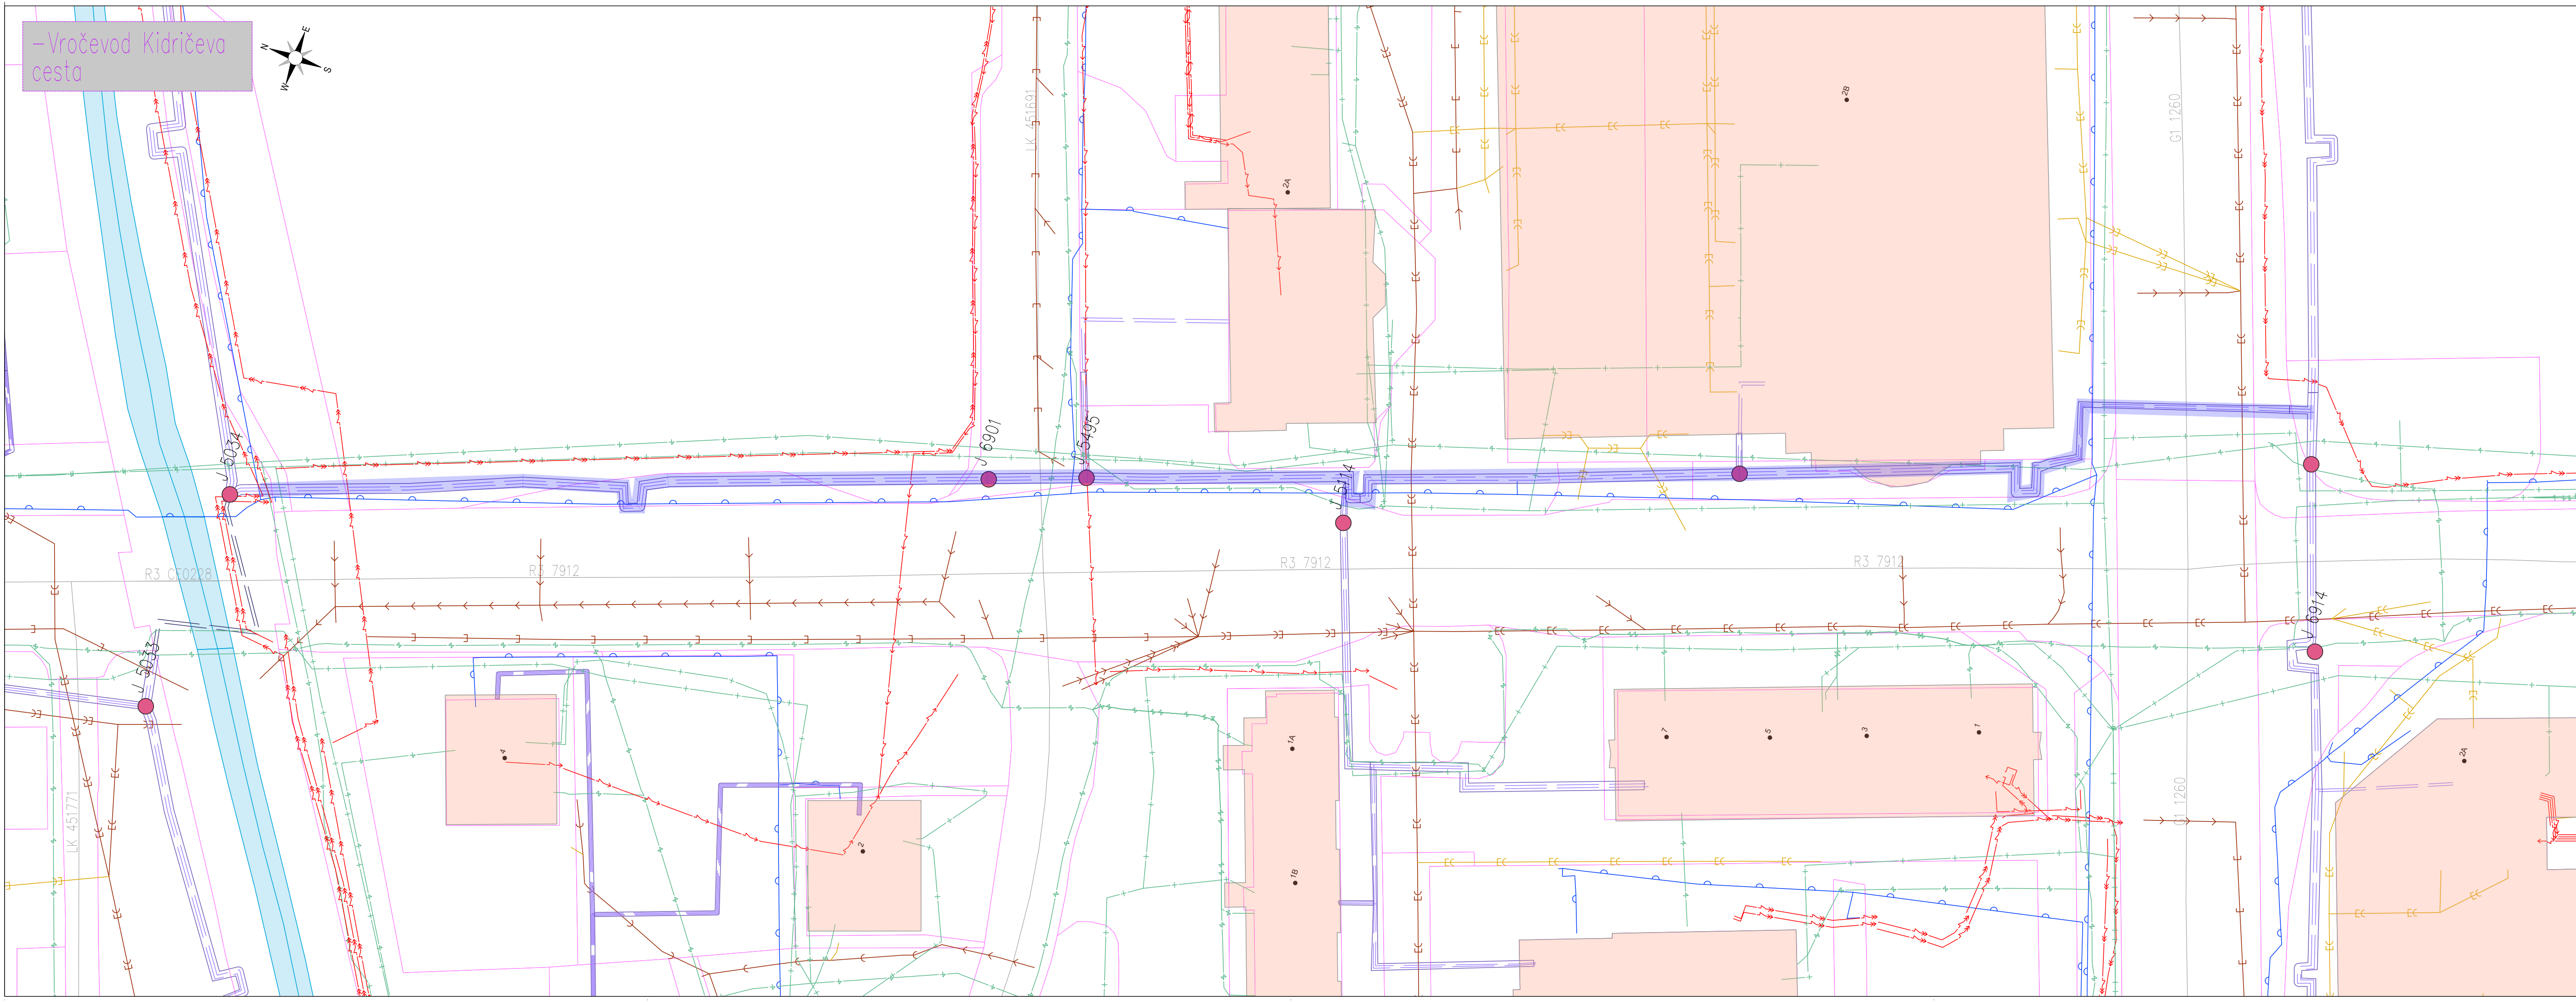 -Vročevod Kidričeva
cesta
N
E
S
W
LK 451691
2A
2B
G1 1260
J 5034
J 6901
J 5495
J 5114
R3 CE0228
R3 7912
R3 7912
R3 7912
J 6914
J 5033
4
2
1A
1B
7
5
3
1
2A
LK 451771
G1 1260